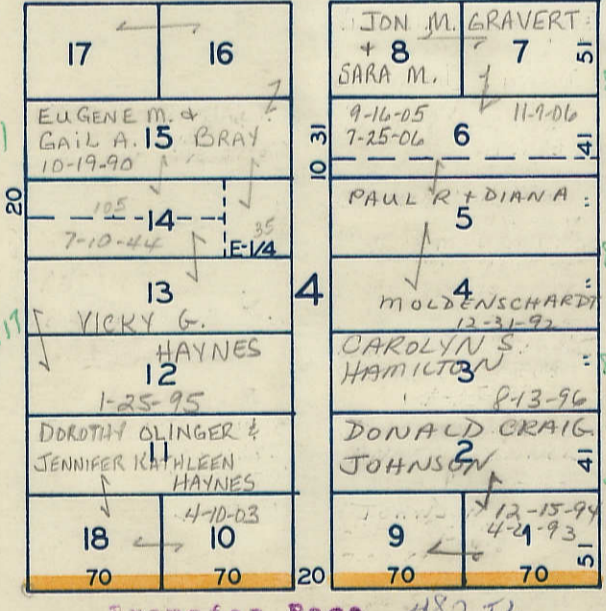 17 16
EUGENE M. &
GAIL A. 15 BRAY
10-19-90
20
105
14
7-10-44
35
E-1/4
13
VICKY G.
HAYNES
12
1-25-95
DOROTHY OLINGER &
11
JENNIFER KATHLEEN
HAYNES
4-10-03
18 10
70 70
4
20
JON M. GRAVERT
+ 8 7
SARA M.
51
9-16-05 11-9-06
7-25-06 6
31
10
41
PAUL R + DIANA
5
4
MOLDENSCHARDT
12-31-92
CAROLYN S.
HAMILTON
3
8-13-96
DONALD CRAIG
2
JOHNSON
41
12-15-94
9 1
51
70 70
17